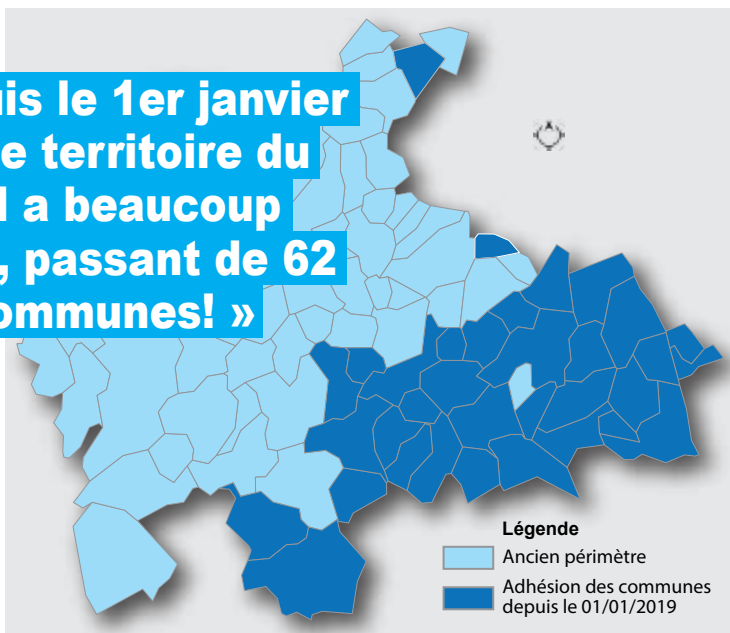 uis le 1er janvier
e territoire du
a beaucoup
, passant de 62
ommunes! »
Légende
Ancien périmètre
Adhésion des communes
depuis le 01/01/2019